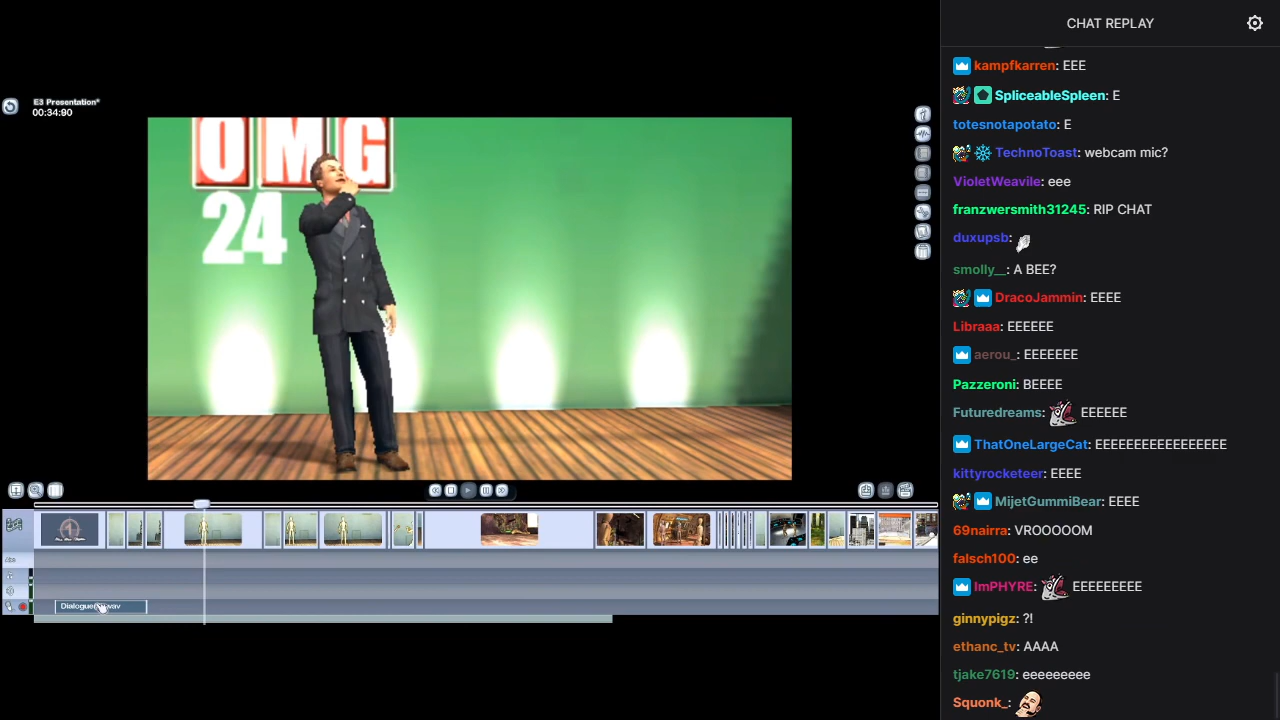 E3 Presentation*
00:34:90
OMG
24
CHAT REPLAY
kampfkarren: EEE
SpliceableSpleen: E
totesnotapotato: E
TechnoToast: webcam mic?
VioletWeavile: eee
franzwersmith31245: RIP CHAT
duxupsb:
smolly__: A BEE?
DracoJammin: EEEE
Libraaa: EEEEEE
aerou_: EEEEEEE
Pazzeroni: BEEEE
Futuredreams: EEEEEE
ThatOneLargeCat: EEEEEEEEEEEEEEEEE
kittyrocketeer: EEEE
MijetGummiBear: EEEE
69nairra: VROOOOOM
falsch100: ee
ImPHYRE: EEEEEEEEE
ginnypigz: ?!
ethanc_tv: AAAA
tjake7619: eeeeeeeee
Squonk_: